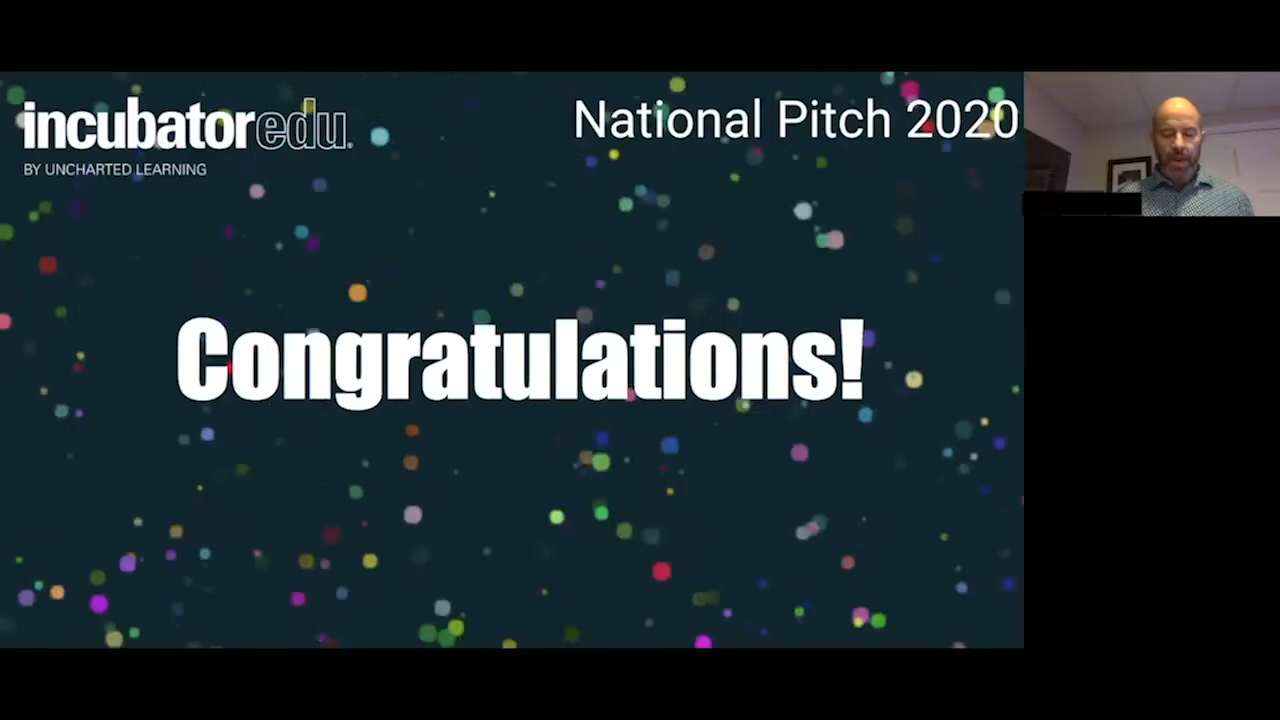 incubatoredu®
BY UNCHARTED LEARNING
National Pitch 2020
Congratulations!